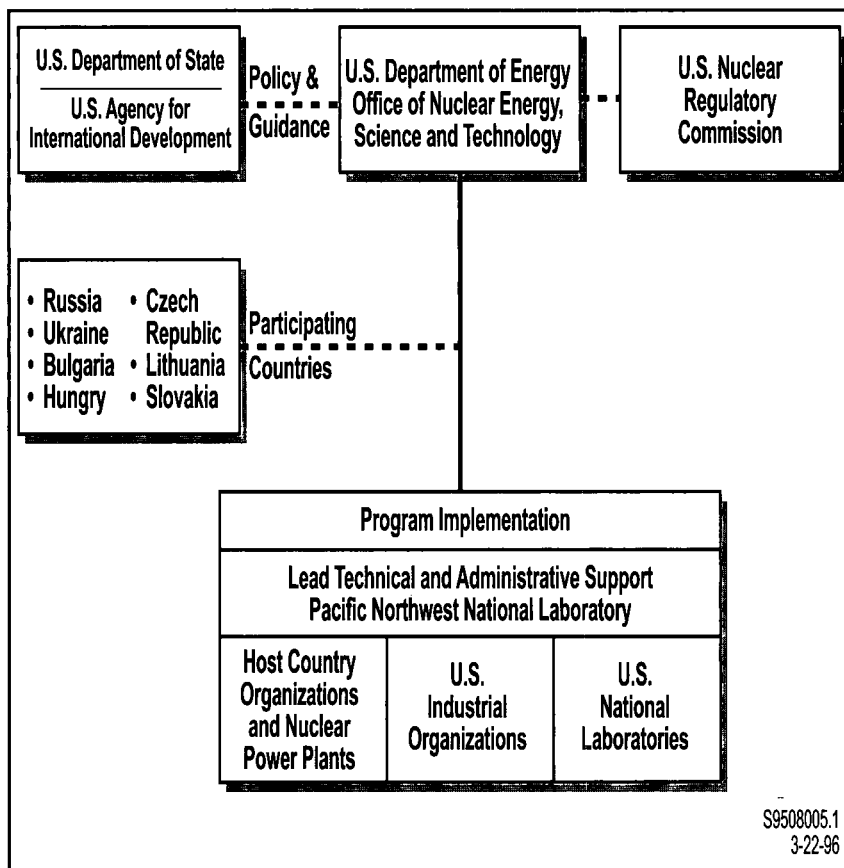 U.S. Department of State
U.S. Agency for
International Development
Policy &
Guidance
U.S. Department of Energy
Office of Nuclear Energy,
Science and Technology
U.S. Nuclear
Regulatory
Commission
• Russia
• Ukraine
• Bulgaria
• Hungry
• Czech
Republic
• Lithuania
• Slovakia
Participating
Countries
Program Implementation
Lead Technical and Administrative Support
Pacific Northwest National Laboratory
Host Country
Organizations
and Nuclear
Power Plants
U.S.
Industrial
Organizations
U.S.
National
Laboratories
S9508005.1
3-22-96